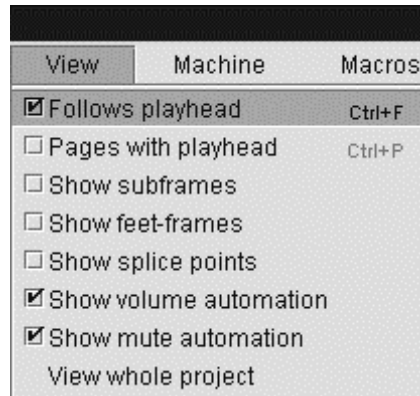 View Machine Macros
Follows playhead Ctrl+F
Pages with playhead Ctrl+P
Show subframes
Show feet-frames
Show splice points
Show volume automation
Show mute automation
View whole project